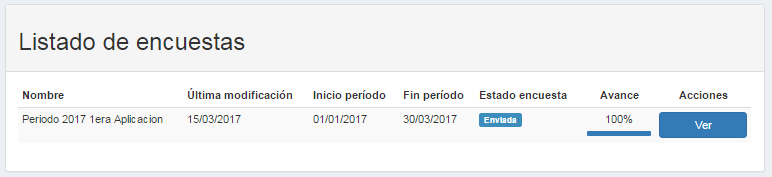 Listado de encuestas
Nombre Última modificación Inicio período Fin período Estado encuesta Avance Acciones
Periodo 2017 1era Aplicacion 15/03/2017 01/01/2017 30/03/2017 Enviada 100% Ver